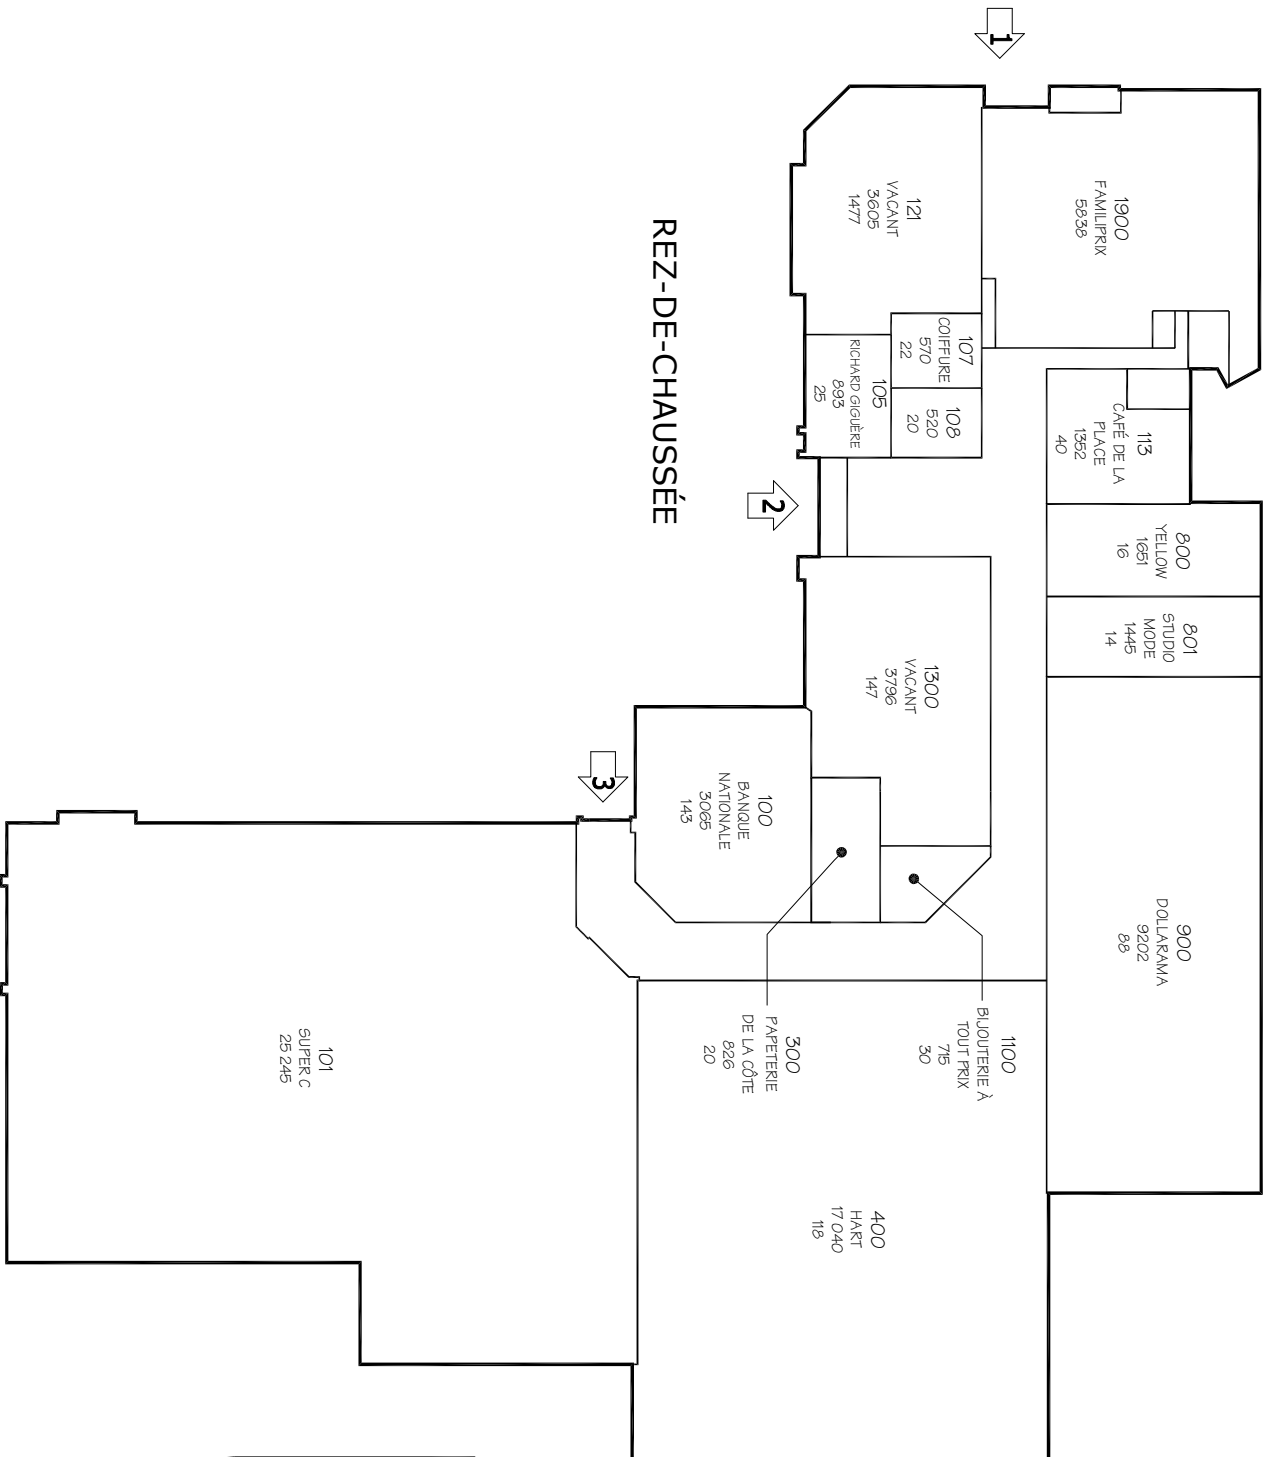 REZ-DE-CHAUSSÉE
1
2
3
1900
FAMILIPRIX
5838
121
VACANT
3605
1477
107
COIFFURE
570
22
108
520
20
105
RICHARD GIGUÈRE
893
25
113
CAFÉ DE LA
PLACE
1352
40
800
YELLOW
1651
16
801
STUDIO
MODE
1445
14
900
DOLLARAMA
9202
88
1300
VACANT
3796
147
100
BANQUE
NATIONALE
3065
143
1100
BIJOUTERIE À
TOUT PRIX
715
30
300
PAPETERIE
DE LA CÔTE
826
20
400
HART
17 040
118
101
SUPER C
25 245